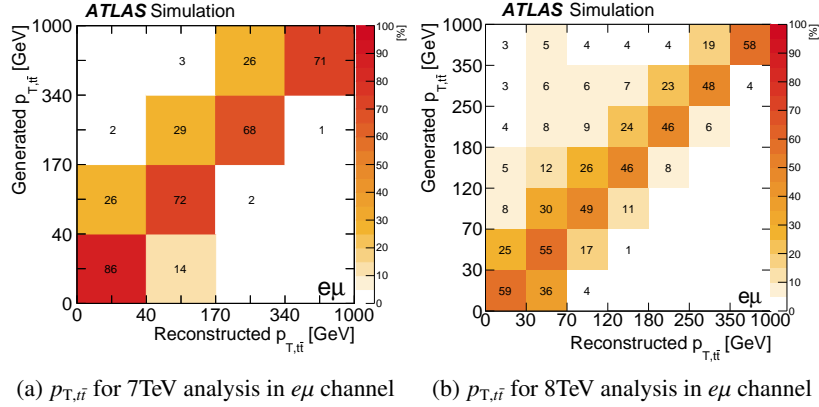 ATLAS Simulation
Generated p_T,tt̄ [GeV]
1000
340
170
40
0
3 26 71
2 29 68 1
26 72 2
86 14
eμ
0 40 170 340 1000
Reconstructed p_T,tt̄ [GeV]
100
90
80
70
60
50
40
30
20
10
0
[%]
(a) p_T,tt̄ for 7TeV analysis in eμ channel
ATLAS Simulation
Generated p_T,tt̄ [GeV]
1000
350
250
180
120
70
30
0
3 5 4 4 4 19 58
3 6 6 7 23 48 4
4 8 9 24 46 6
5 12 26 46 8
8 30 49 11
25 55 17 1
59 36 4
eμ
0 30 70 120 180 250 350 1000
Reconstructed p_T,tt̄ [GeV]
100
90
80
70
60
50
40
30
20
10
0
[%]
(b) p_T,tt̄ for 8TeV analysis in eμ channel